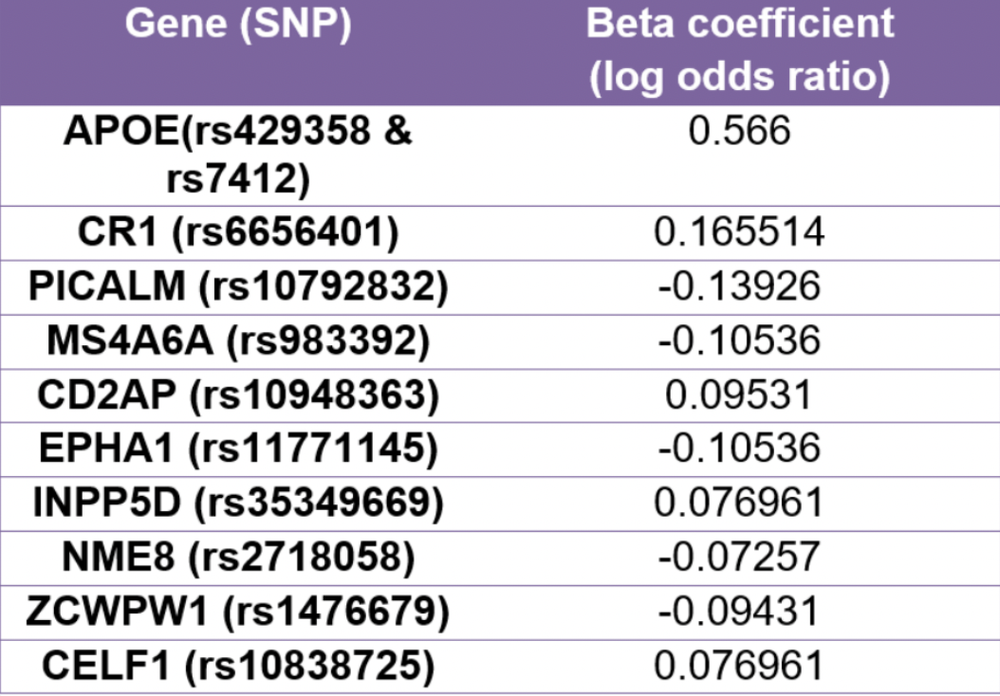 Gene (SNP) Beta coefficient
(log odds ratio)
APOE(rs429358 & 0.566
rs7412)
CR1 (rs6656401) 0.165514
PICALM (rs10792832) -0.13926
MS4A6A (rs983392) -0.10536
CD2AP (rs10948363) 0.09531
EPHA1 (rs11771145) -0.10536
INPP5D (rs35349669) 0.076961
NME8 (rs2718058) -0.07257
ZCWPW1 (rs1476679) -0.09431
CELF1 (rs10838725) 0.076961